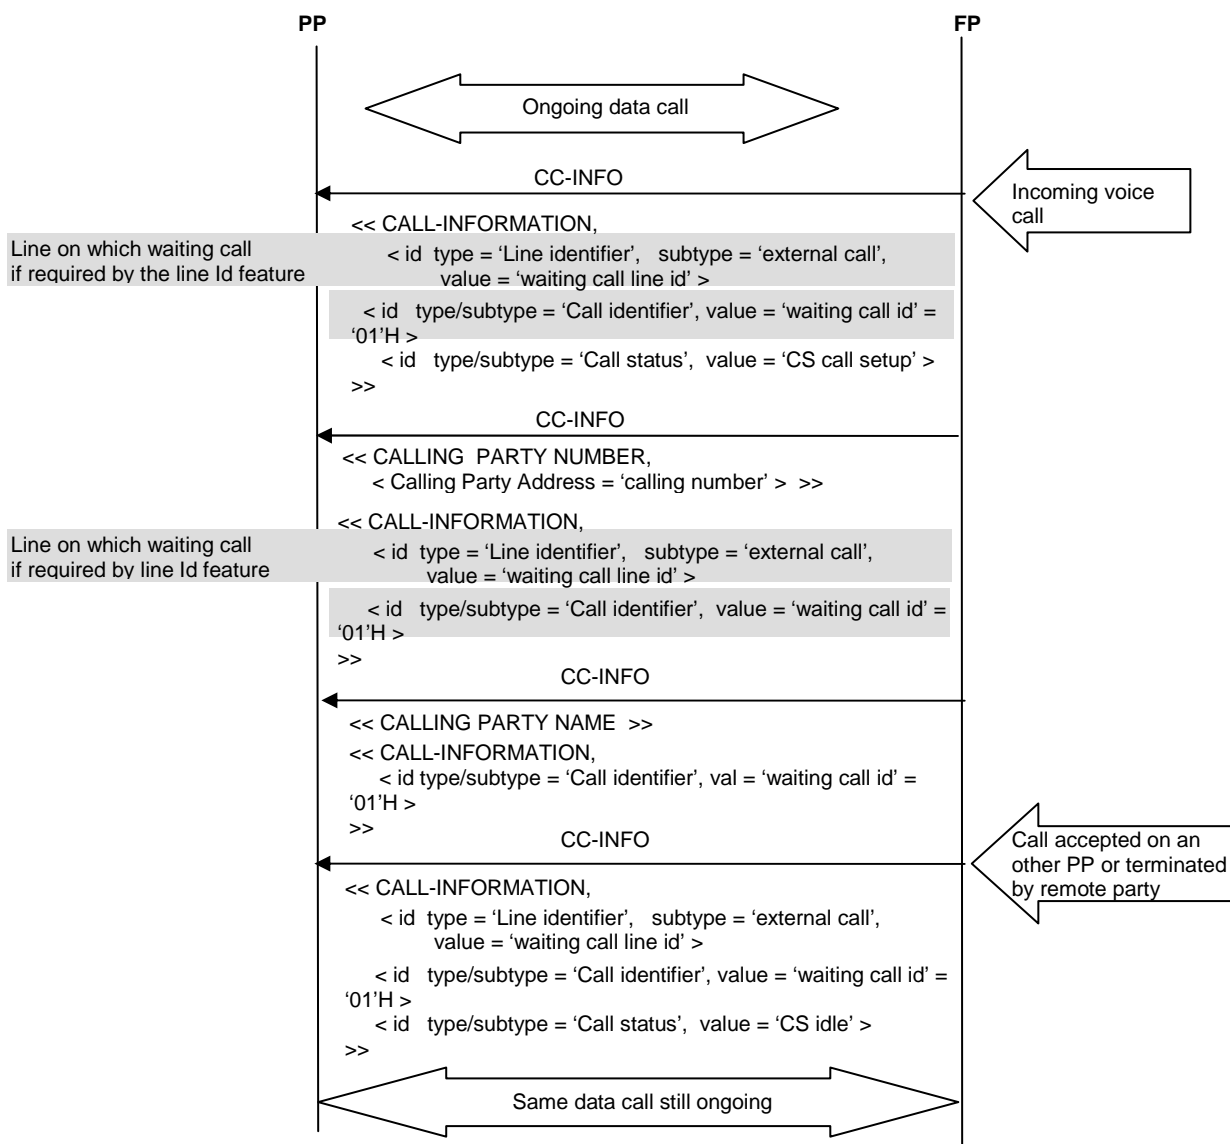 PP
FP
Ongoing data call
CC-INFO
Incoming voice
call
<< CALL-INFORMATION,
Line on which waiting call
if required by the line Id feature
< id type = ‘Line identifier’, subtype = ‘external call’,
value = ‘waiting call line id’ >
< id type/subtype = ‘Call identifier’, value = ‘waiting call id’ =
‘01’H >
< id type/subtype = ‘Call status’, value = ‘CS call setup’ >
>>
CC-INFO
<< CALLING PARTY NUMBER,
< Calling Party Address = ‘calling number’ > >>
<< CALL-INFORMATION,
Line on which waiting call
if required by line Id feature
< id type = ‘Line identifier’, subtype = ‘external call’,
value = ‘waiting call line id’ >
< id type/subtype = ‘Call identifier’, value = ‘waiting call id’ =
‘01’H >
>>
CC-INFO
<< CALLING PARTY NAME >>
<< CALL-INFORMATION,
< id type/subtype = ‘Call identifier’, val = ‘waiting call id’ =
‘01’H >
>>
CC-INFO
Call accepted on an
other PP or terminated
by remote party
<< CALL-INFORMATION,
< id type = ‘Line identifier’, subtype = ‘external call’,
value = ‘waiting call line id’ >
< id type/subtype = ‘Call identifier’, value = ‘waiting call id’ =
‘01’H >
< id type/subtype = ‘Call status’, value = ‘CS idle’ >
>>
Same data call still ongoing